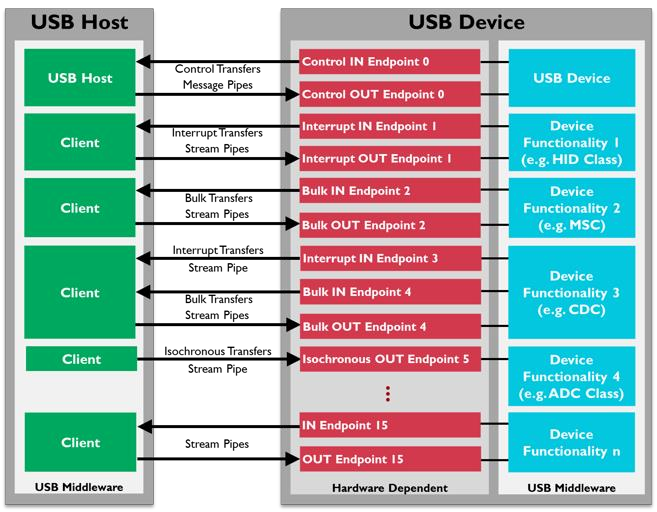 USB Host
USB Device
USB Host
Control Transfers
Message Pipes
Control IN Endpoint 0
Control OUT Endpoint 0
USB Device
Client
Interrupt Transfers
Stream Pipes
Interrupt IN Endpoint 1
Interrupt OUT Endpoint 1
Device
Functionality 1
(e.g. HID Class)
Client
Bulk Transfers
Stream Pipes
Bulk IN Endpoint 2
Bulk OUT Endpoint 2
Device
Functionality 2
(e.g. MSC)
Client
Interrupt Transfers
Stream Pipe
Bulk Transfers
Stream Pipes
Interrupt IN Endpoint 3
Bulk IN Endpoint 4
Bulk OUT Endpoint 4
Device
Functionality 3
(e.g. CDC)
Client
Isochronous Transfers
Stream Pipe
Isochronous OUT Endpoint 5
Device
Functionality 4
(e.g. ADC Class)
Client
Stream Pipes
IN Endpoint 15
OUT Endpoint 15
Device
Functionality n
USB Middleware
Hardware Dependent
USB Middleware